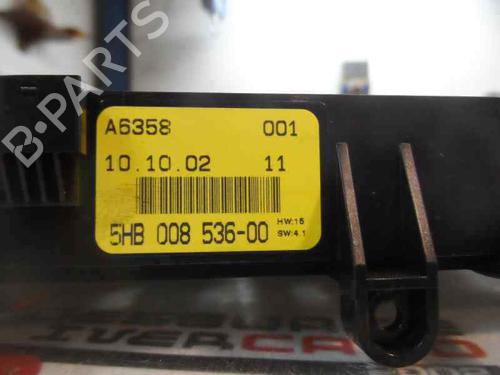 B-PARTS
A6358 001
10.10.02 11
5HB 008 536-00
HW:15
SW:4.1